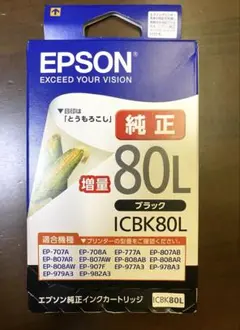 EPSON
EXCEED YOUR VISION
▼目印は
「とうもろこし」
純正
増量
80L
ブラック
ICBK80L
適合機種
▼プリンターの型番をご確認ください。
EP-707A EP-708A EP-777A EP-807AB
EP-807AR EP-807AW EP-808AB EP-808AR
EP-808AW EP-907F EP-977A3 EP-978A3
EP-979A3 EP-982A3
エプソン純正インクカートリッジ
ICBK80L